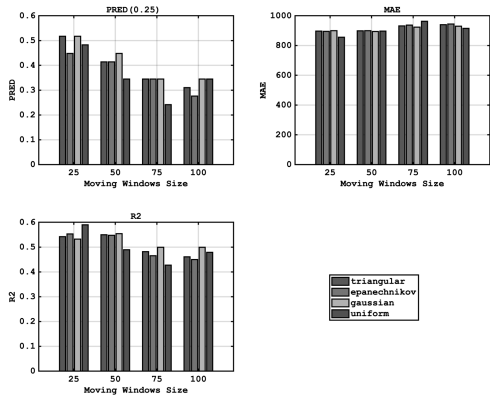 PRED(0.25)
0.6
0.5
0.4
0.3
0.2
0.1
0
PRED
25 50 75 100
Moving Windows Size
MAE
1000
800
600
400
200
0
MAE
25 50 75 100
Moving Windows Size
R2
0.6
0.5
0.4
0.3
0.2
0.1
0
R2
25 50 75 100
Moving Windows Size
triangular
epanechnikov
gaussian
uniform